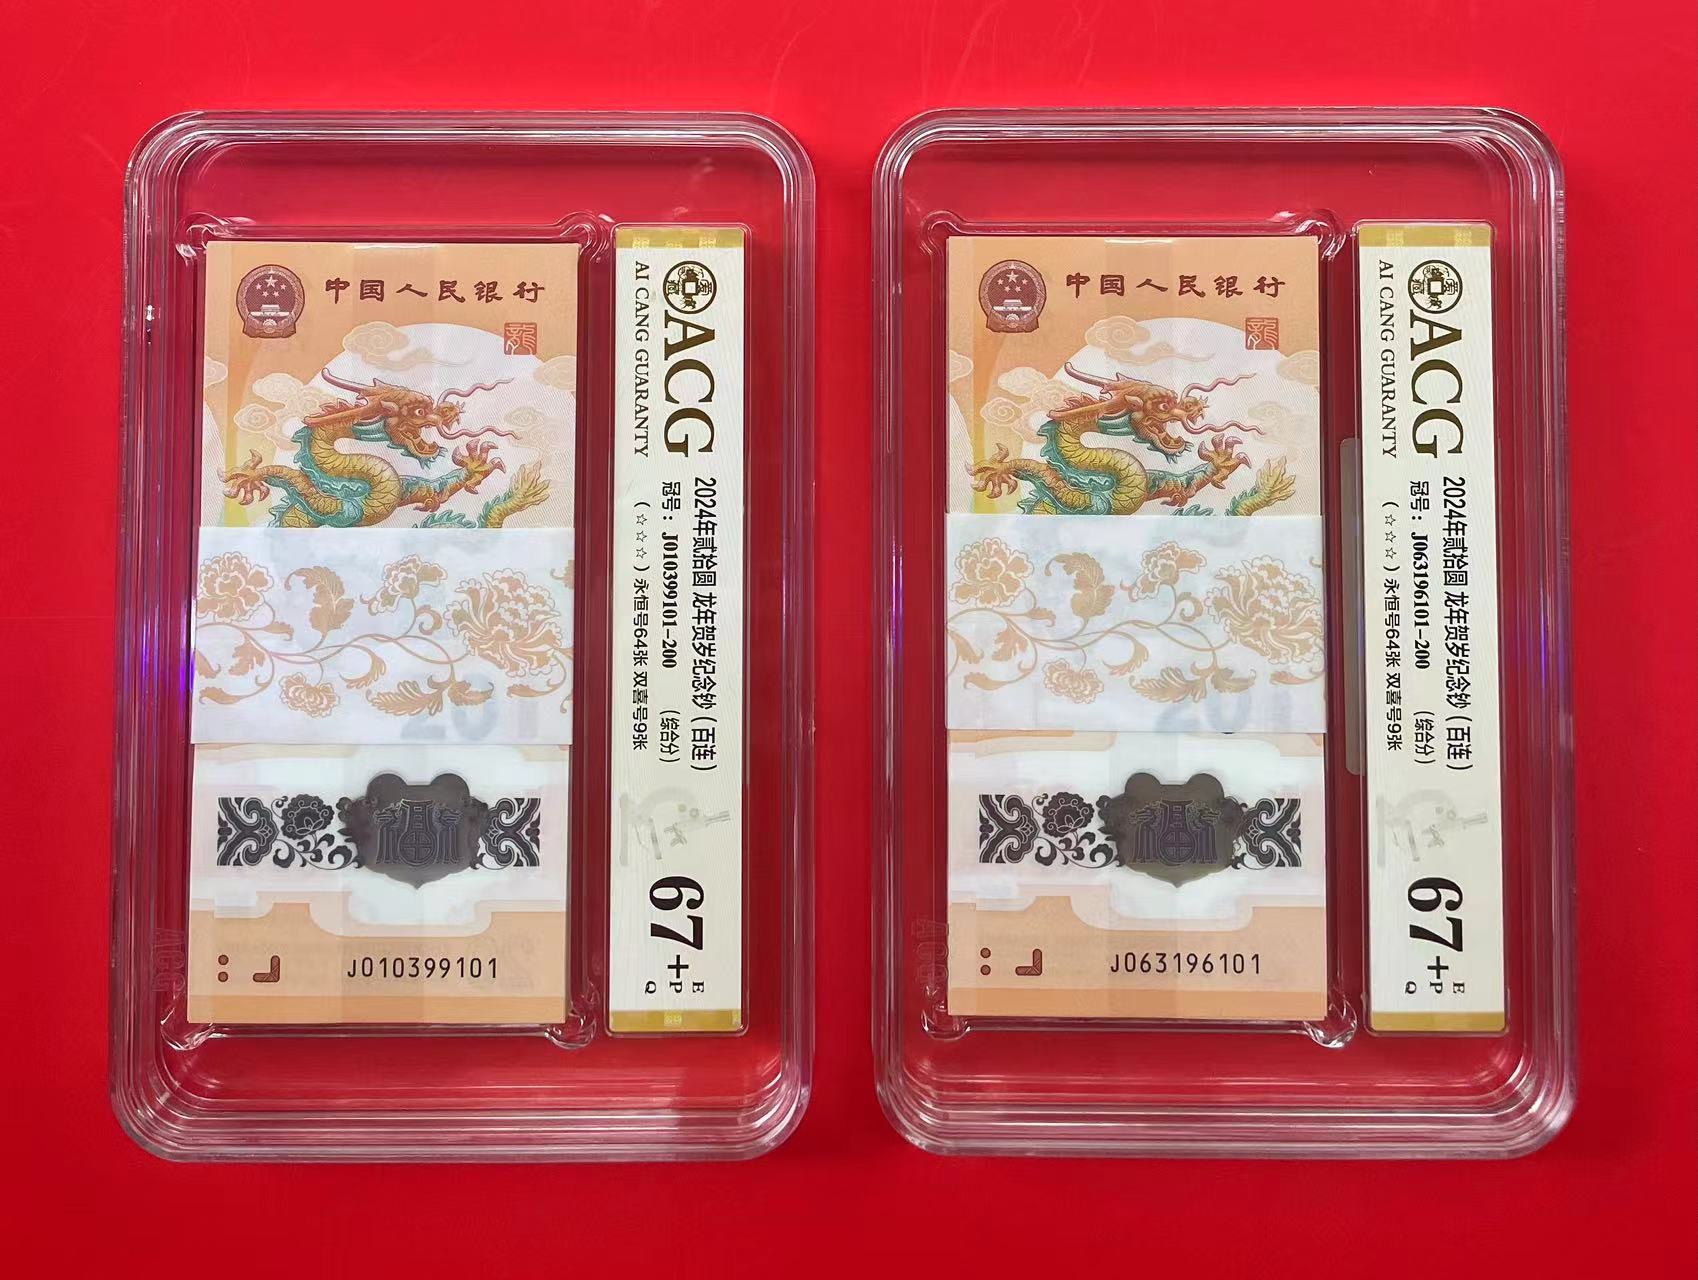 中国人民银行
龍
J010399101
ACG
AI CANG GUARANTY
2024年贰拾圆 龙年贺岁纪念钞（百连）
冠号：J010399101-200 （综合分）
（☆☆☆）永恒号64张 双喜号9张
67+
E
P
Q
ACG
中国人民银行
龍
J063196101
ACG
AI CANG GUARANTY
2024年贰拾圆 龙年贺岁纪念钞（百连）
冠号：J063196101-200 （综合分）
（☆☆☆）永恒号64张 双喜号9张
67+
E
P
Q
ACG